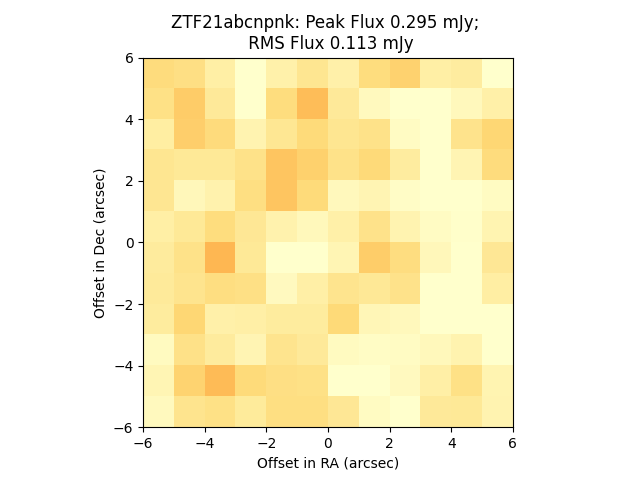 ZTF21abcnpnk: Peak Flux 0.295 mJy;
RMS Flux 0.113 mJy
6
4
2
0
−2
−4
−6
Offset in Dec (arcsec)
−6 −4 −2 0 2 4 6
Offset in RA (arcsec)